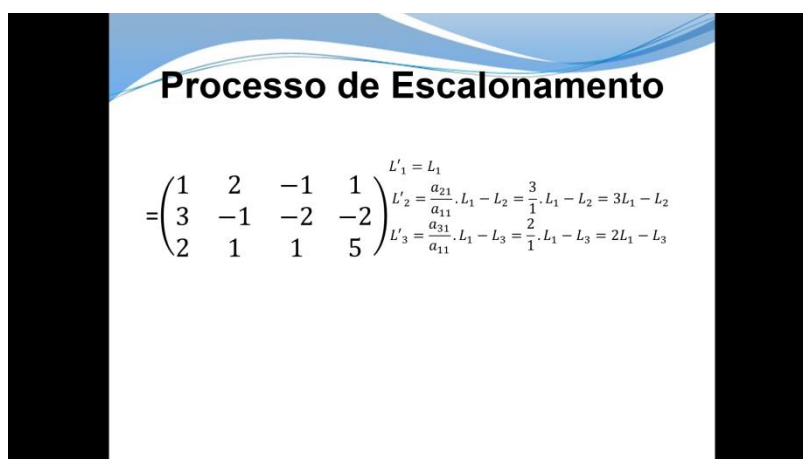 Processo de Escalonamento
L'₁ = L₁
=(1 2 −1 1
3 −1 −2 −2
2 1 1 5)
L'₂ = a₂₁/a₁₁ . L₁ − L₂ = 3/1 . L₁ − L₂ = 3L₁ − L₂
L'₃ = a₃₁/a₁₁ . L₁ − L₃ = 2/1 . L₁ − L₃ = 2L₁ − L₃